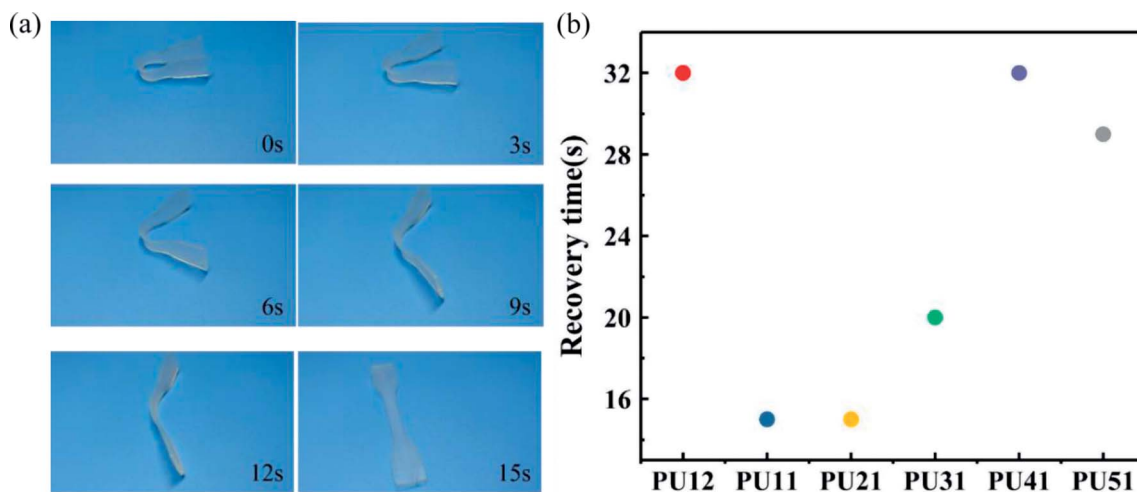 (a)
0s
3s
6s
9s
12s
15s
(b)
Recovery time(s)
32
28
24
20
16
PU12 PU11 PU21 PU31 PU41 PU51